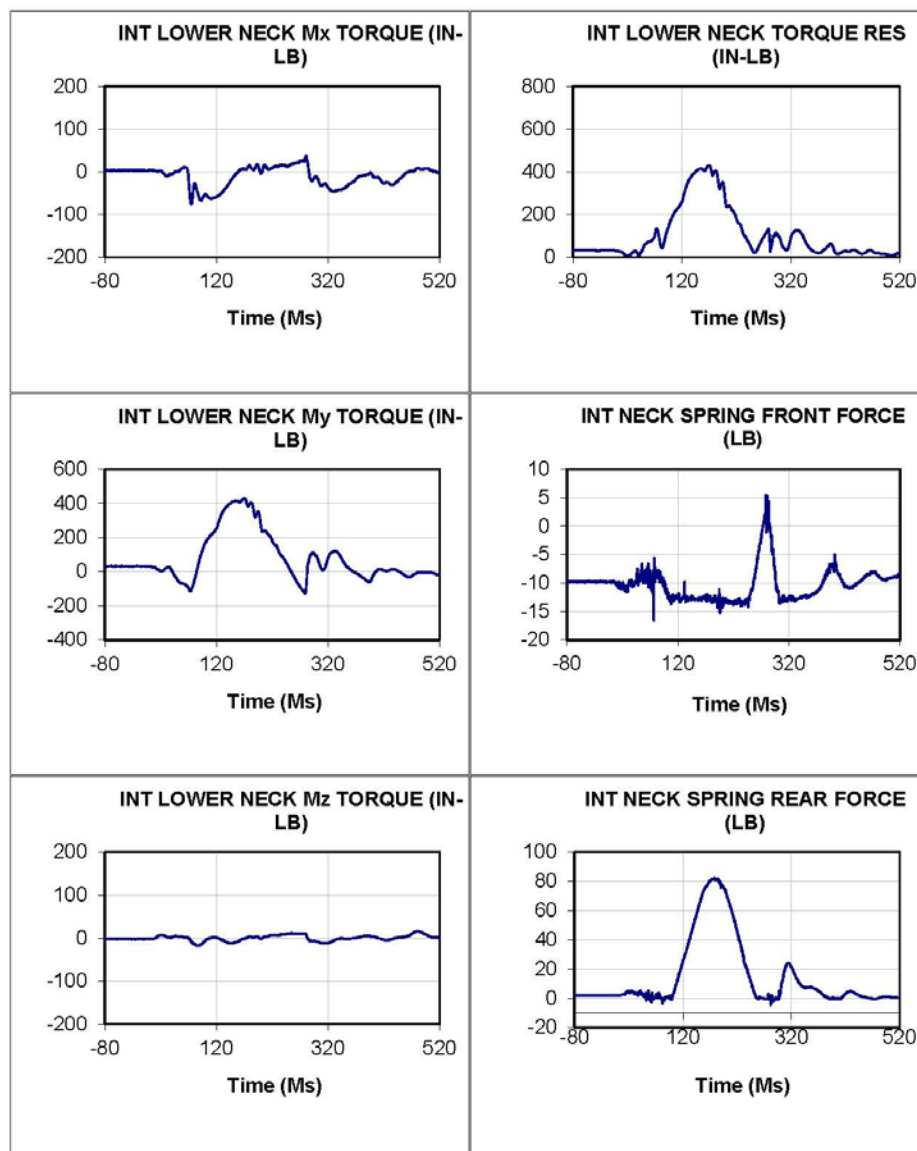 INT LOWER NECK Mx TORQUE (IN-
LB)
200
100
0
-100
-200
-80 120 320 520
Time (Ms)
INT LOWER NECK TORQUE RES
(IN-LB)
800
600
400
200
0
-80 120 320 520
Time (Ms)
INT LOWER NECK My TORQUE (IN-
LB)
600
400
200
0
-200
-400
-80 120 320 520
Time (Ms)
INT NECK SPRING FRONT FORCE
(LB)
10
5
0
-5
-10
-15
-20
-80 120 320 520
Time (Ms)
INT LOWER NECK Mz TORQUE (IN-
LB)
200
100
0
-100
-200
-80 120 320 520
Time (Ms)
INT NECK SPRING REAR FORCE
(LB)
100
80
60
40
20
0
-20
-80 120 320 520
Time (Ms)